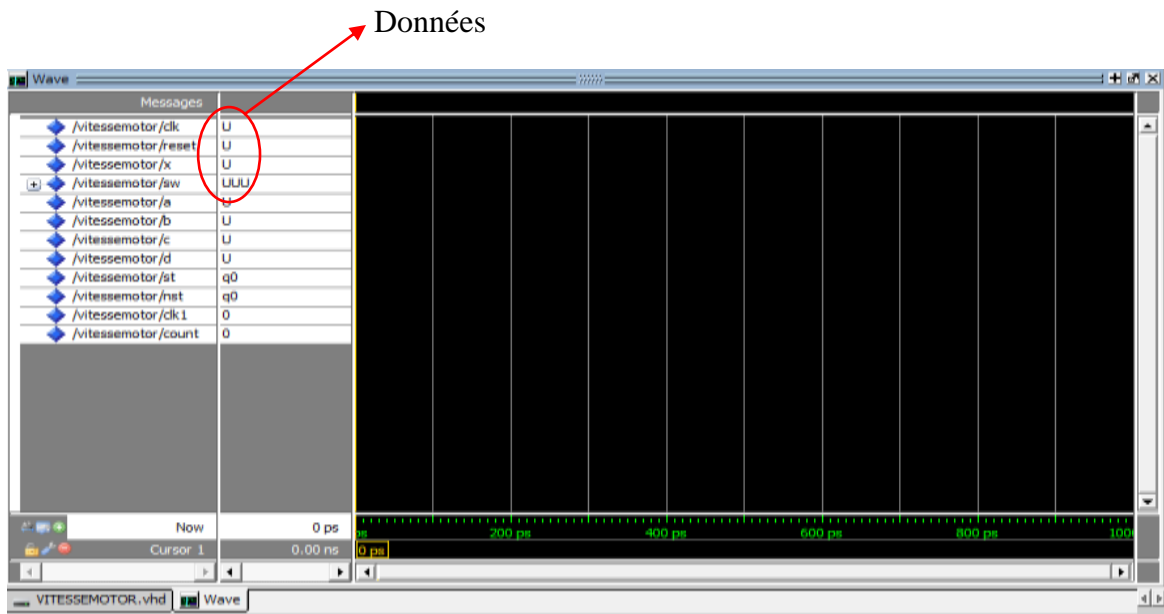 Données
Wave
Messages
/vitessemotor/clk U
/vitessemotor/reset U
/vitessemotor/x U
/vitessemotor/sw UUU
/vitessemotor/a U
/vitessemotor/b U
/vitessemotor/c U
/vitessemotor/d U
/vitessemotor/st q0
/vitessemotor/nst q0
/vitessemotor/clk1 0
/vitessemotor/count 0
Now 0 ps ps 200 ps 400 ps 600 ps 800 ps 1000
Cursor 1 0.00 ns 0 ps
VITESSEMOTOR.vhd Wave